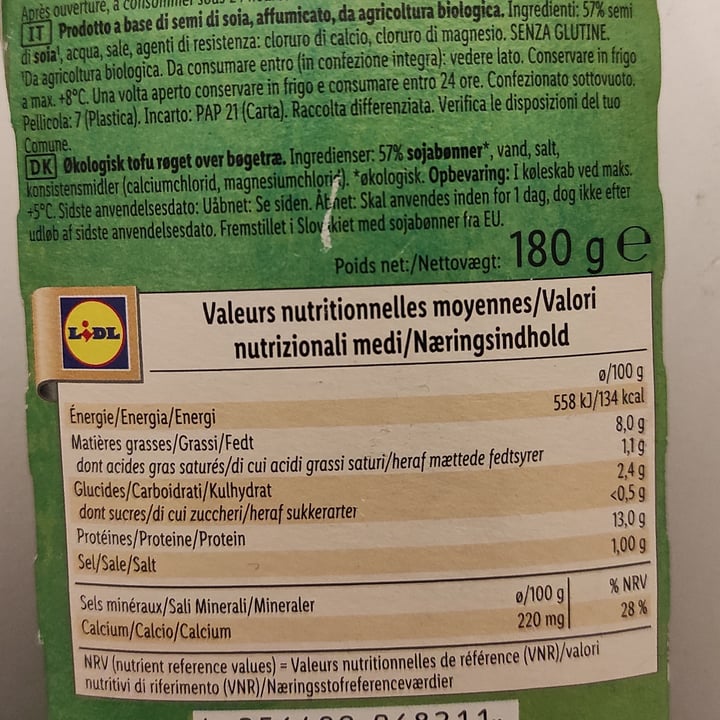 Après ouverture, à consommer sous
IT Prodotto a base di semi di soia, affumicato, da agricoltura biologica. Ingredienti: 57% semi
di soia¹, acqua, sale, agenti di resistenza: cloruro di calcio, cloruro di magnesio. SENZA GLUTINE.
¹Da agricoltura biologica. Da consumare entro (in confezione integra): vedere lato. Conservare in frigo
a max. +8°C. Una volta aperto conservare in frigo e consumare entro 24 ore. Confezionato sottovuoto.
Pellicola: 7 (Plastica). Incarto: PAP 21 (Carta). Raccolta differenziata. Verifica le disposizioni del tuo
Comune.
DK Økologisk tofu røget over bøgetræ. Ingredienser: 57% sojabønner*, vand, salt,
konsistensmidler (calciumchlorid, magnesiumchlorid). *økologisk. Opbevaring: I køleskab ved maks.
+5°C. Sidste anvendelsesdato: Uåbnet: Se siden. Åbnet: Skal anvendes inden for 1 dag, dog ikke efter
udløb af sidste anvendelsesdato. Fremstillet i Slovakiet med sojabønner fra EU.
Poids net:/Nettovægt: 180 g e
LIDL
Valeurs nutritionnelles moyennes/Valori
nutrizionali medi/Næringsindhold
ø/100 g
Énergie/Energia/Energi 558 kJ/134 kcal
Matières grasses/Grassi/Fedt 8,0 g
dont acides gras saturés/di cui acidi grassi saturi/heraf mættede fedtsyrer 1,1 g
Glucides/Carboidrati/Kulhydrat 2,4 g
dont sucres/di cui zuccheri/heraf sukkerarter <0,5 g
Protéines/Proteine/Protein 13,0 g
Sel/Sale/Salt 1,00 g
Sels minéraux/Sali Minerali/Mineraler ø/100 g % NRV
Calcium/Calcio/Calcium 220 mg 28 %
NRV (nutrient reference values) = Valeurs nutritionnelles de référence (VNR)/valori
nutritivi di riferimento (VNR)/Næringsstofreferenceværdier